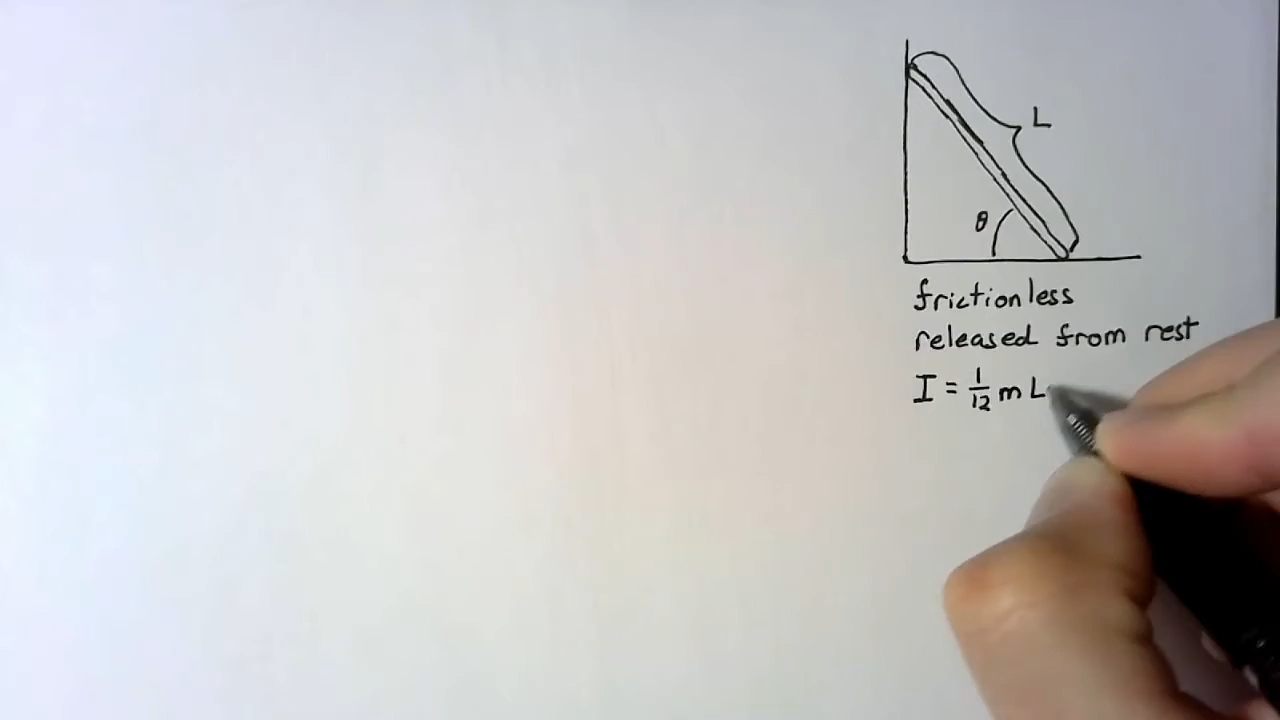 L
θ
frictionless
released from rest
I = 1/12 m L